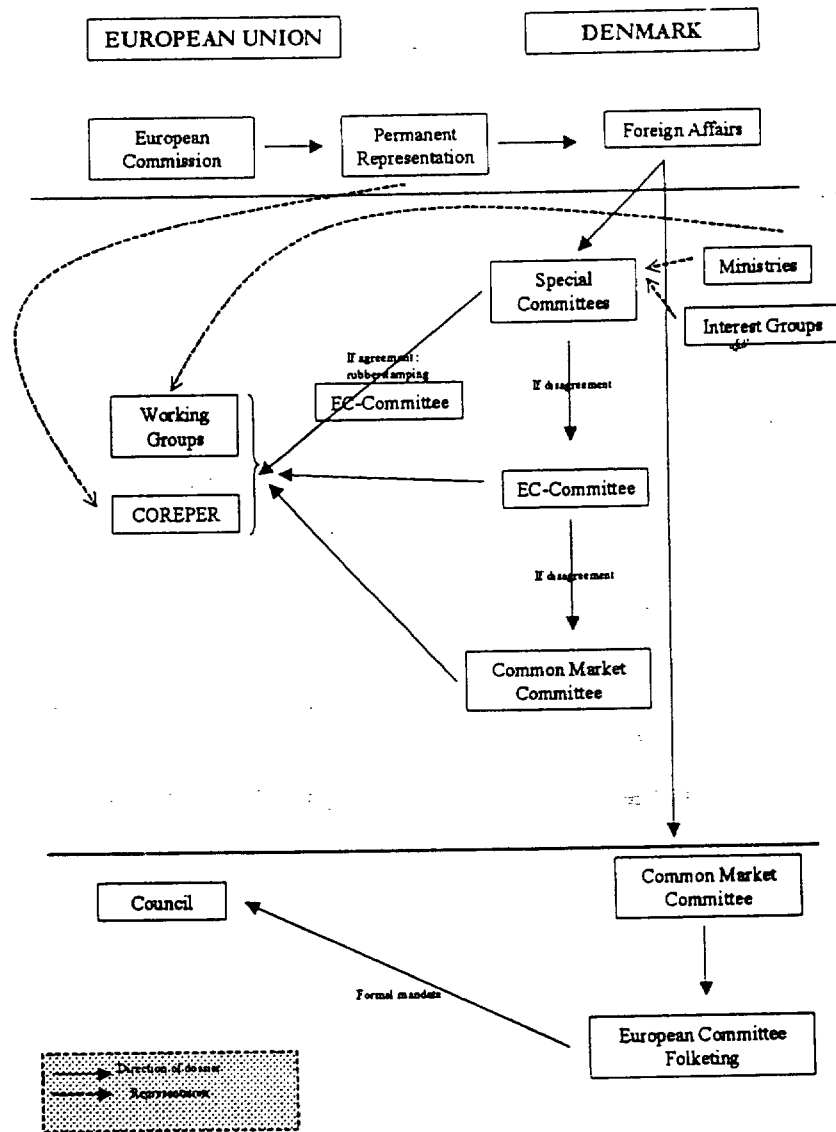 EUROPEAN UNION
DENMARK
European
Commission
Permanent
Representation
Foreign Affairs
Ministries
Special
Committees
Interest Groups
If agreement :
rubberstamping
EC-Committee
If disagreement
Working
Groups
EC-Committee
COREPER
If disagreement
Common Market
Committee
Common Market
Committee
Council
Formal mandate
European Committee
Folketing
Direction of dossier